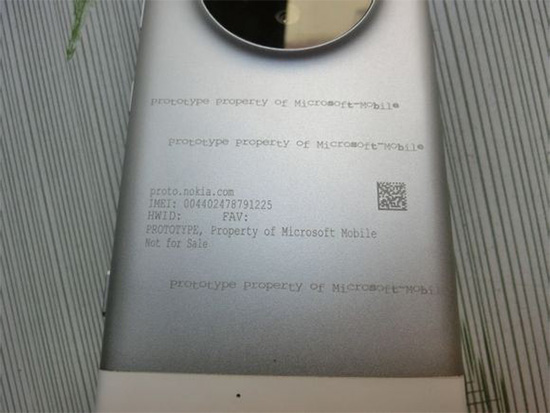 Prototype Property of Microsoft-Mobile
Prototype Property of Microsoft-Mobile
proto.nokia.com
IMEI: 004402478791225
HWID: FAV:
PROTOTYPE, Property of Microsoft Mobile
Not for Sale
Prototype Property of Microsoft-Mobil